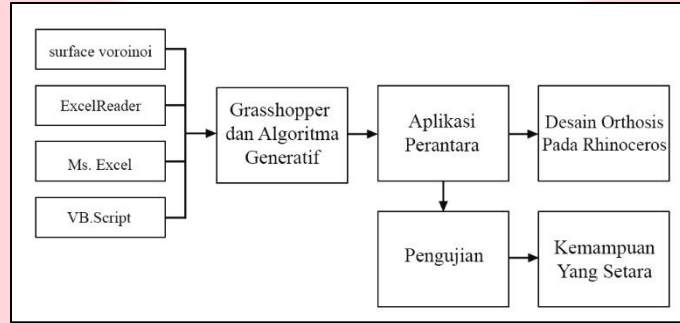 surface voroinoi
ExcelReader
Ms. Excel
VB.Script
Grasshopper
dan Algoritma
Generatif
Aplikasi
Perantara
Desain Orthosis
Pada Rhinoceros
Pengujian
Kemampuan
Yang Setara